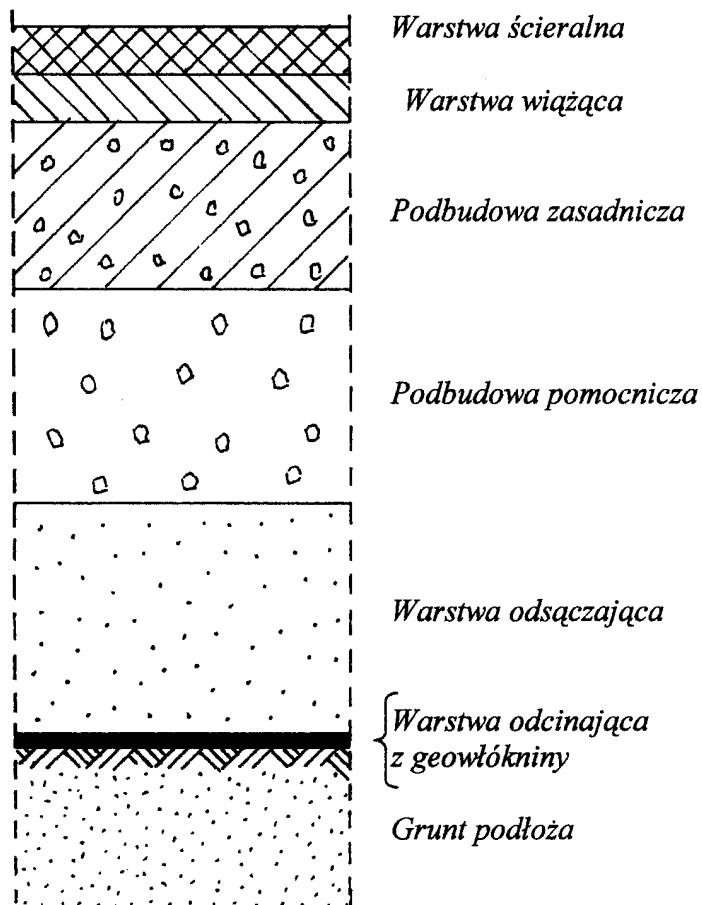 Warstwa ścieralna
Warstwa wiążąca
Podbudowa zasadnicza
Podbudowa pomocnicza
Warstwa odsączająca
Warstwa odcinająca
z geowłókniny
Grunt podłoża